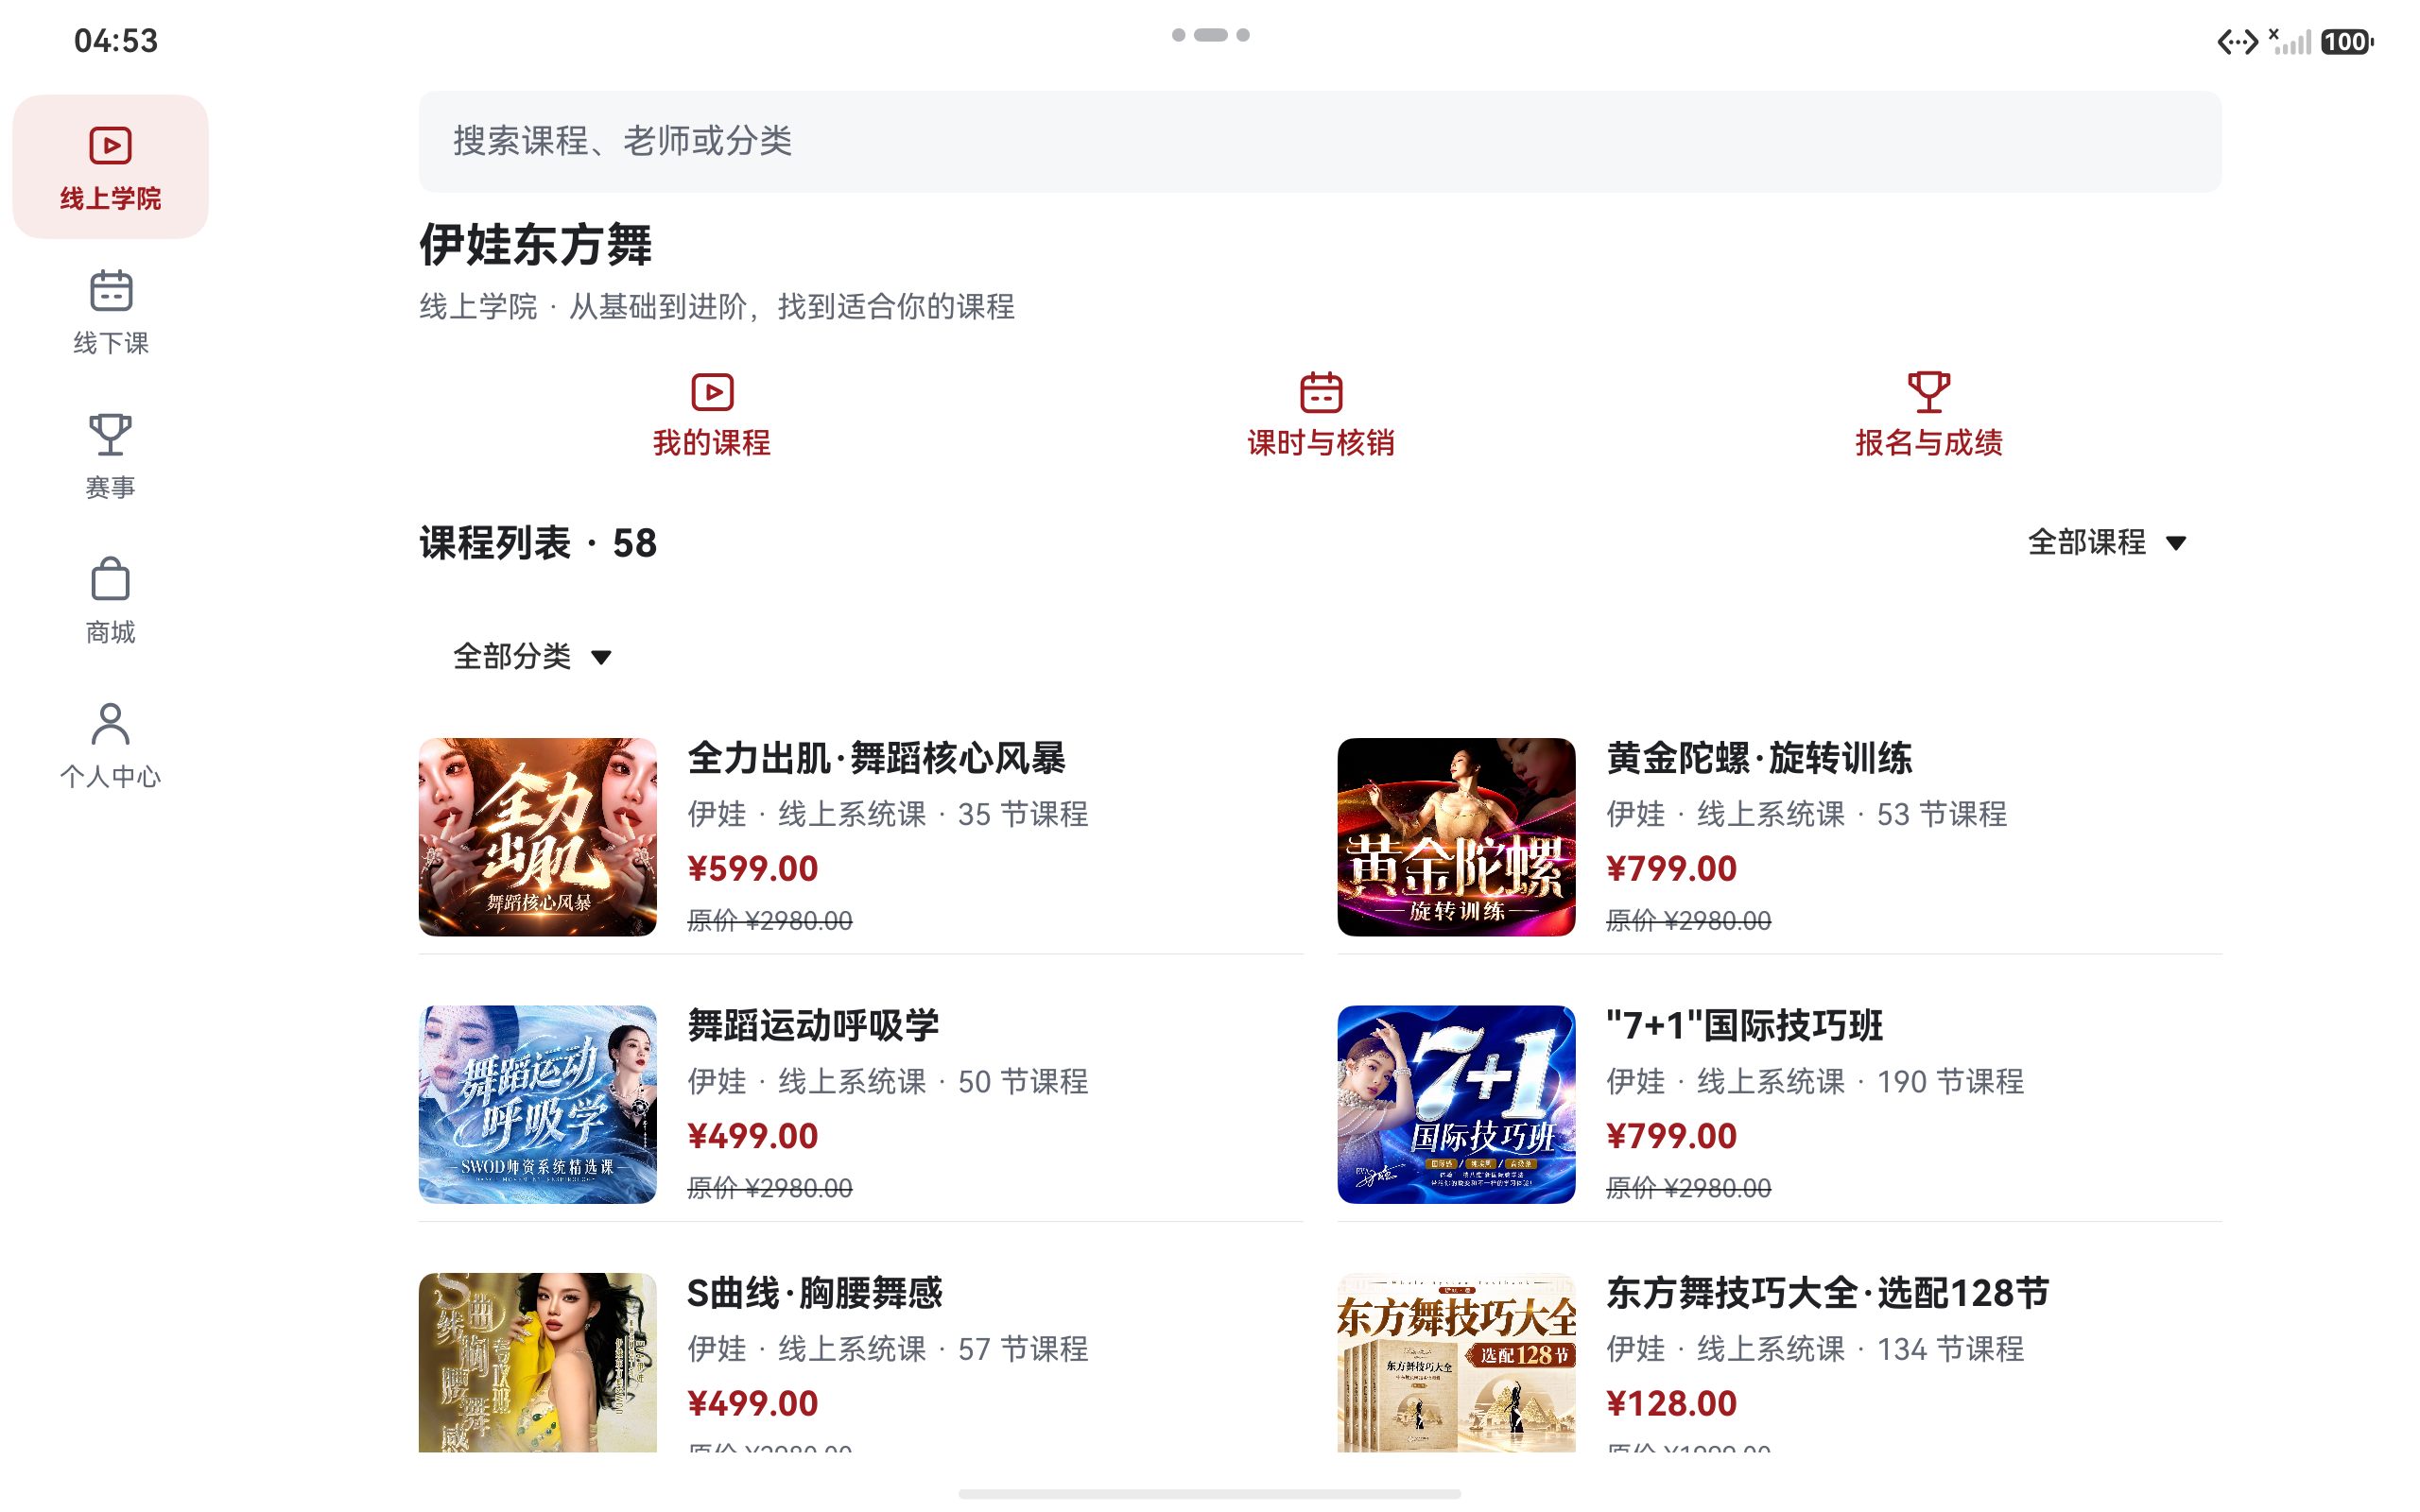 04:53
100
线上学院
线下课
赛事
商城
个人中心
搜索课程、老师或分类
伊娃东方舞
线上学院 · 从基础到进阶，找到适合你的课程
我的课程
课时与核销
报名与成绩
课程列表 · 58
全部课程
全部分类
全力出肌
舞蹈核心风暴
全力出肌·舞蹈核心风暴
伊娃 · 线上系统课 · 35 节课程
¥599.00
原价 ¥2980.00
黄金陀螺
旋转训练
黄金陀螺·旋转训练
伊娃 · 线上系统课 · 53 节课程
¥799.00
原价 ¥2980.00
舞蹈运动
呼吸学
SWOD师资系统精选课
舞蹈运动呼吸学
伊娃 · 线上系统课 · 50 节课程
¥499.00
原价 ¥2980.00
7+1
国际技巧班
"7+1"国际技巧班
伊娃 · 线上系统课 · 190 节课程
¥799.00
原价 ¥2980.00
S曲线·胸腰舞感
伊娃 · 线上系统课 · 57 节课程
¥499.00
原价 ¥2980.00
东方舞技巧大全
选配128节
东方舞技巧大全
东方舞技巧大全·选配128节
伊娃 · 线上系统课 · 134 节课程
¥128.00